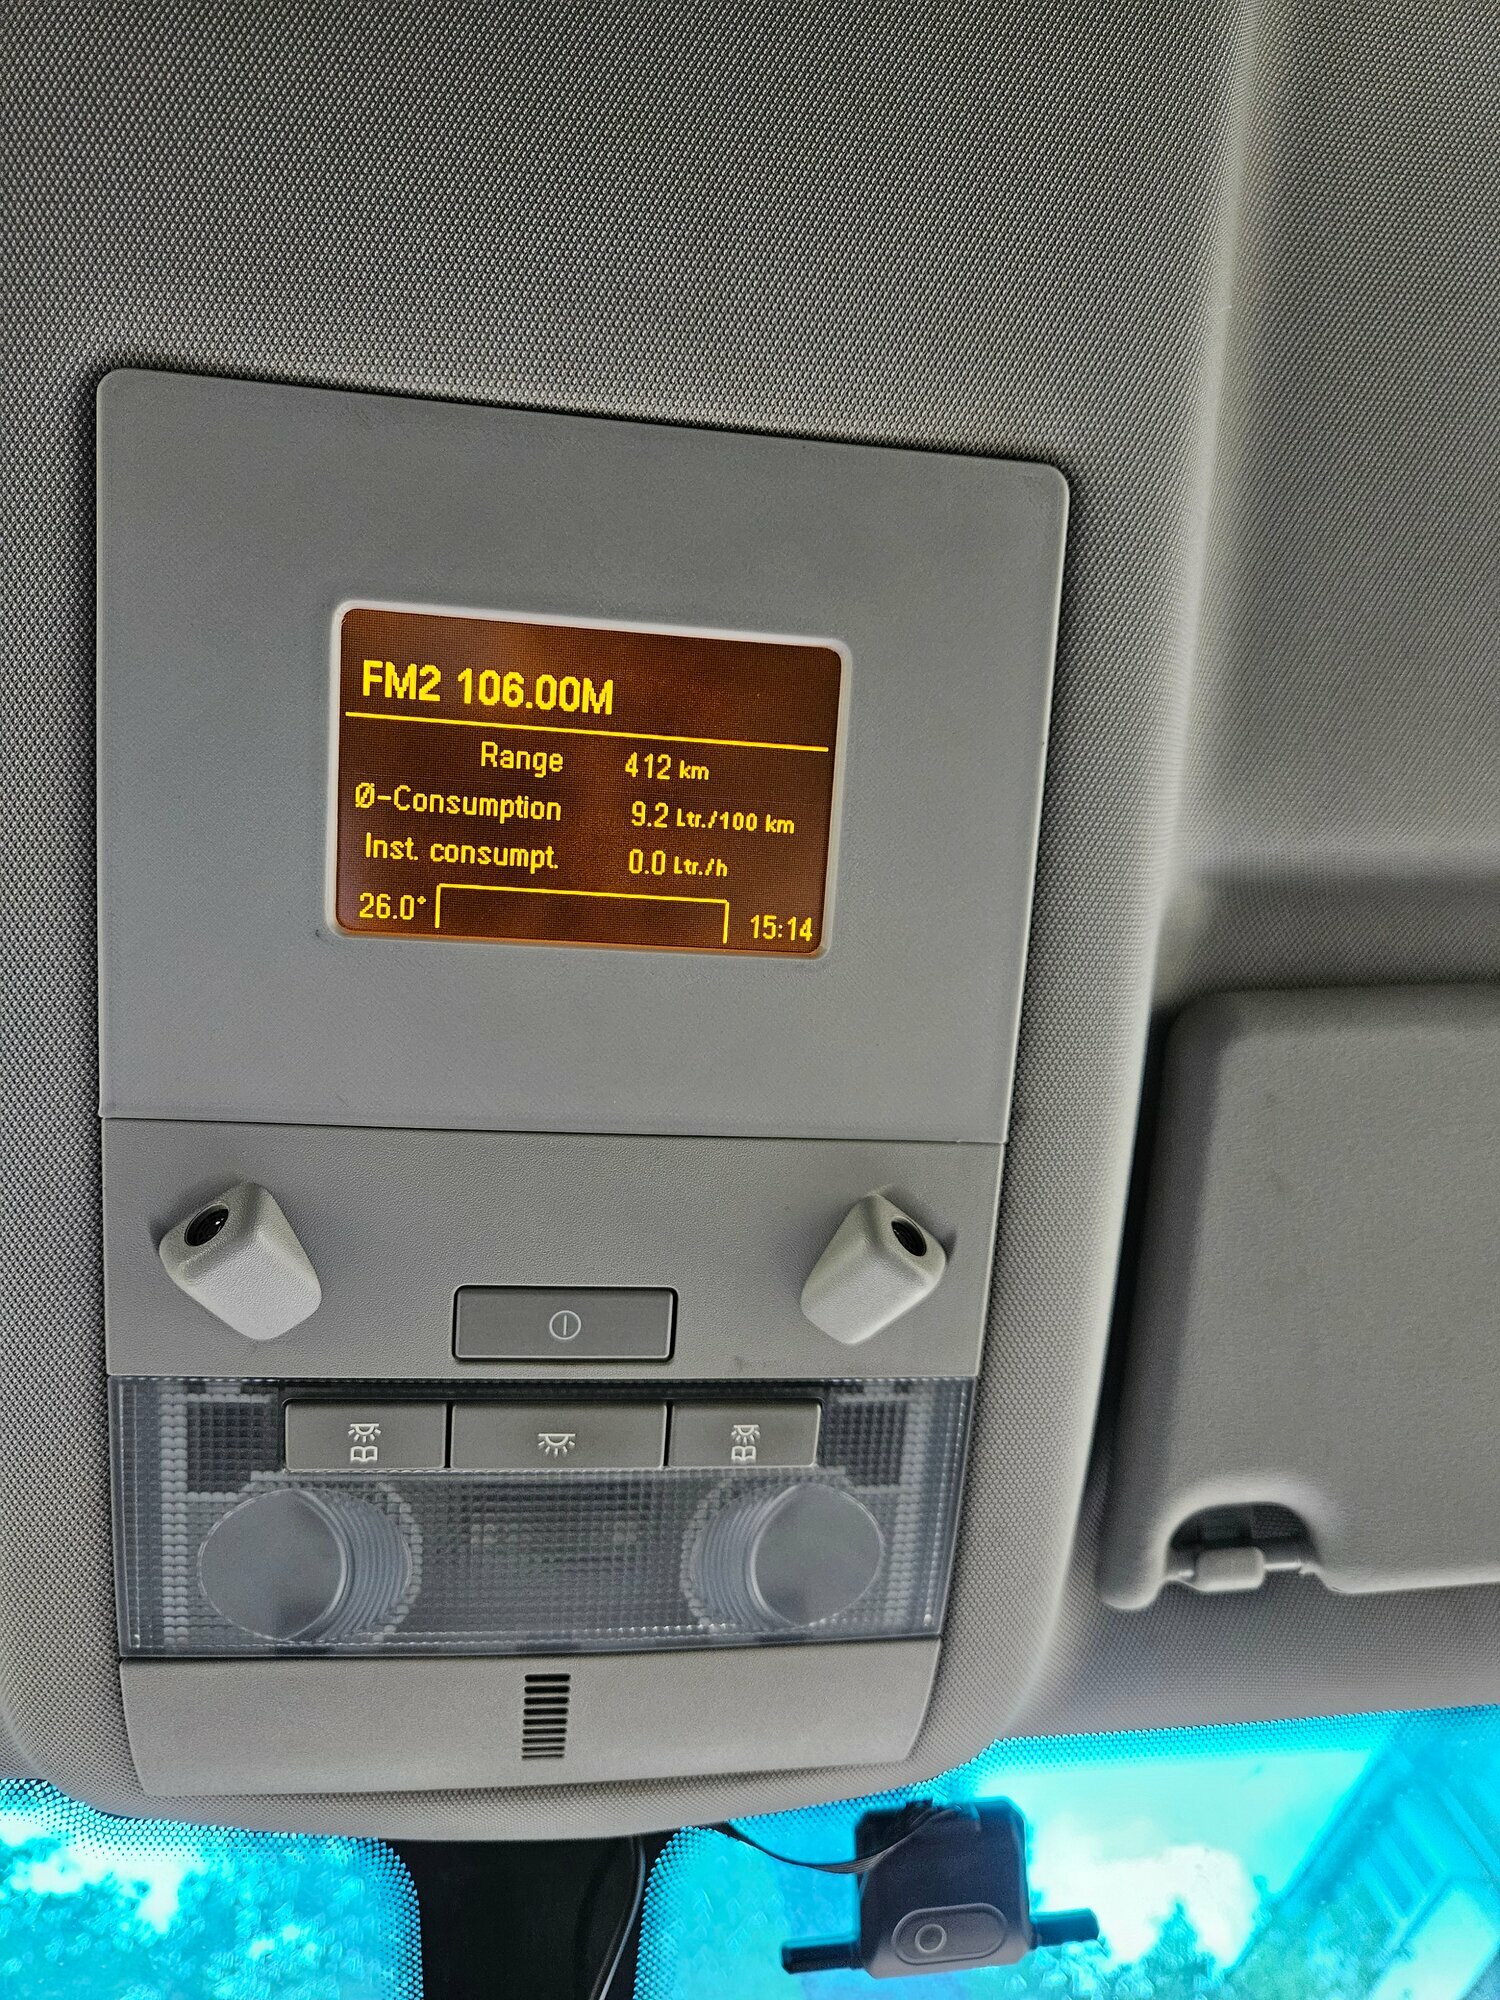 FM2 106.00M
Range 412 km
Ø-Consumption 9.2 Ltr./100 km
Inst. consumpt. 0.0 Ltr./h
26.0° 15:14